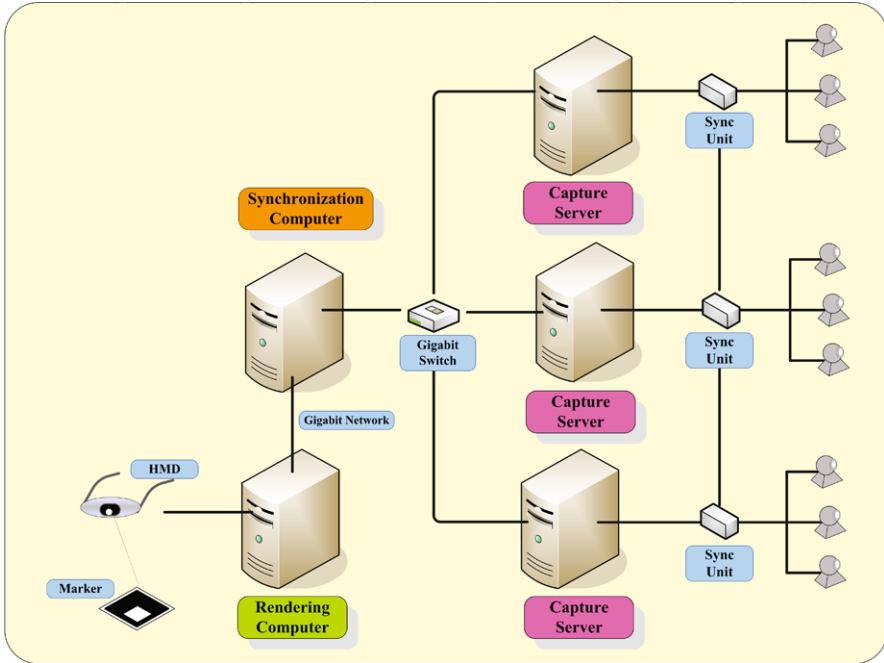 Sync
Unit
Capture
Server
Synchronization
Computer
Gigabit
Switch
Sync
Unit
Capture
Server
Gigabit Network
HMD
Sync
Unit
Marker
Rendering
Computer
Capture
Server